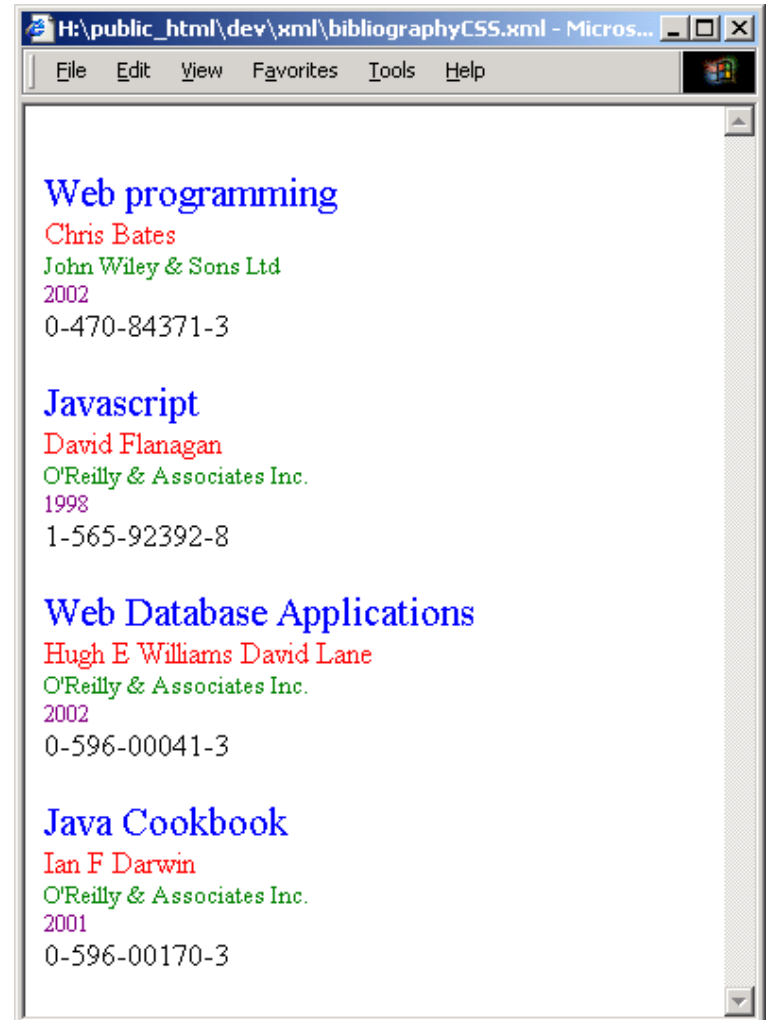 H:\public_html\dev\xml\bibliographyCSS.xml - Micros...
File Edit View Favorites Tools Help
Web programming
Chris Bates
John Wiley & Sons Ltd
2002
0-470-84371-3
Javascript
David Flanagan
O'Reilly & Associates Inc.
1998
1-565-92392-8
Web Database Applications
Hugh E Williams David Lane
O'Reilly & Associates Inc.
2002
0-596-00041-3
Java Cookbook
Ian F Darwin
O'Reilly & Associates Inc.
2001
0-596-00170-3